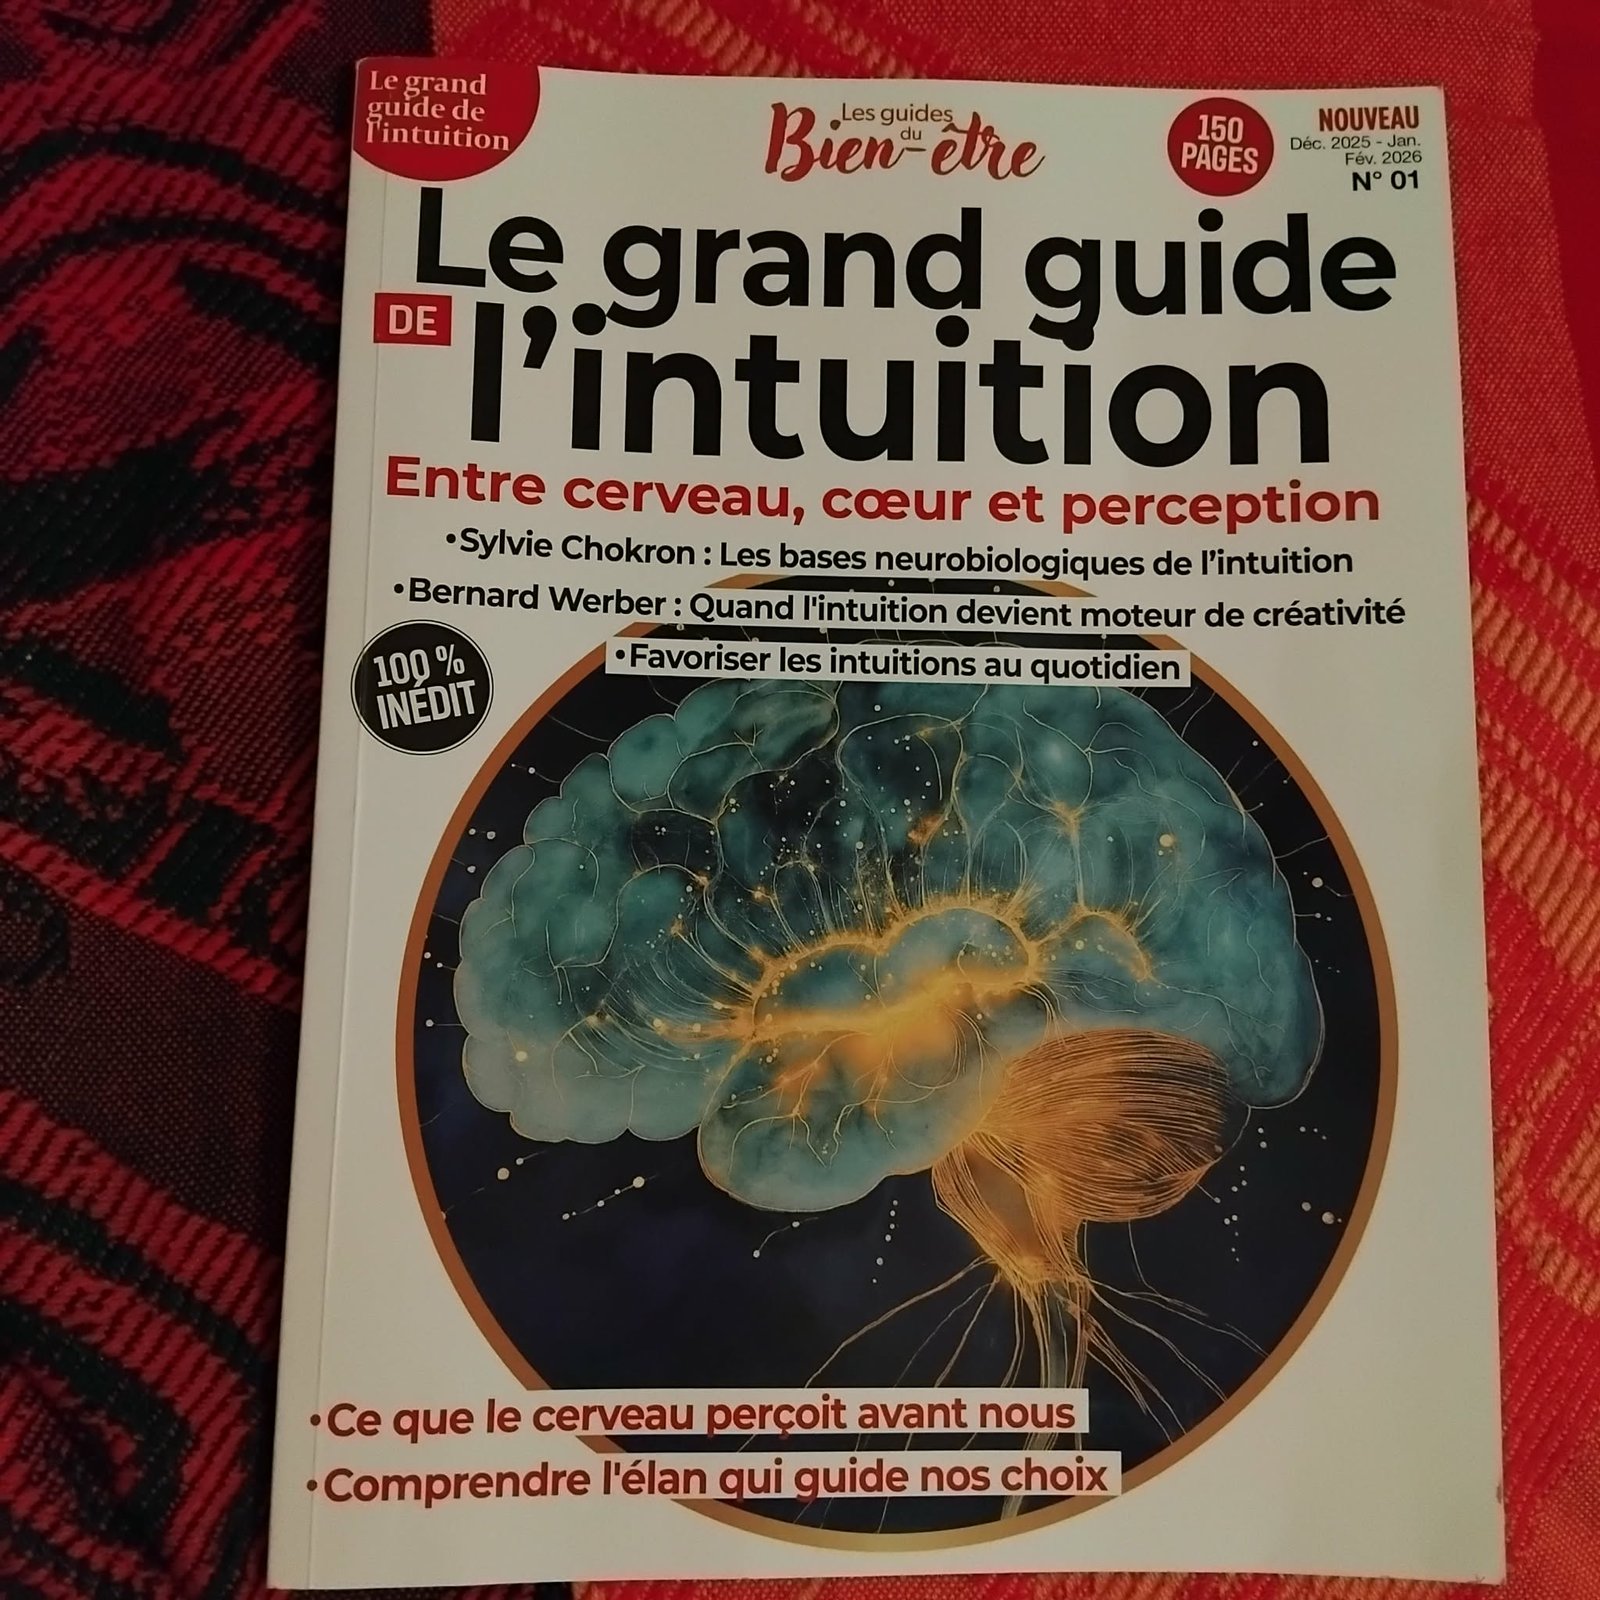 Le grand
guide de
l'intuition
Les guides
du
Bien-être
150
PAGES
NOUVEAU
Déc. 2025 - Jan.
Fév. 2026
N° 01
Le grand guide
DE
l'intuition
Entre cerveau, cœur et perception
•Sylvie Chokron : Les bases neurobiologiques de l'intuition
•Bernard Werber : Quand l'intuition devient moteur de créativité
•Favoriser les intuitions au quotidien
100 %
INÉDIT
•Ce que le cerveau perçoit avant nous
•Comprendre l'élan qui guide nos choix